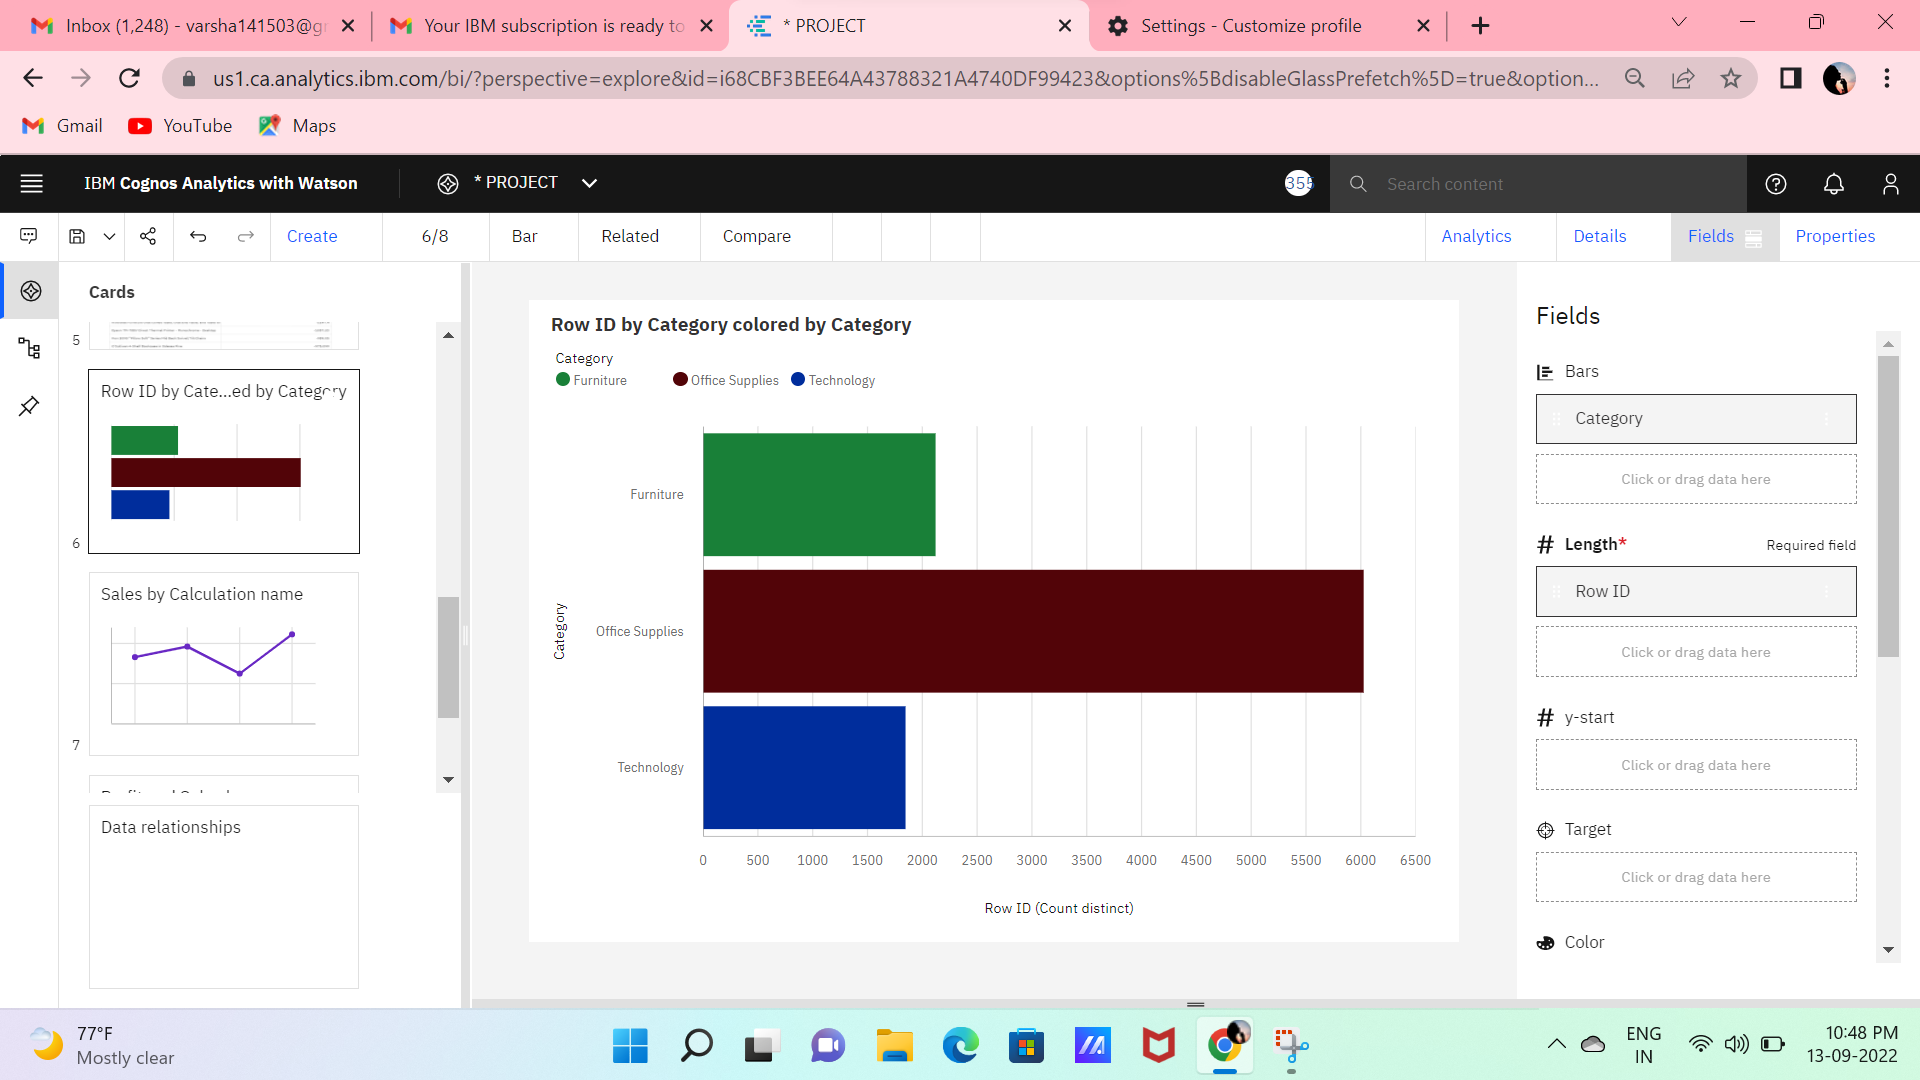 Inbox (1,248) - varsha141503@g
Your IBM subscription is ready to
* PROJECT
Settings - Customize profile
us1.ca.analytics.ibm.com/bi/?perspective=explore&id=i68CBF3BEE64A43788321A4740DF99423&options%5BdisableGlassPrefetch%5D=true&option...
Gmail
YouTube
Maps
IBM Cognos Analytics with Watson
* PROJECT
355
Search content
Create
6/8
Bar
Related
Compare
Analytics
Details
Fields
Properties
Cards
5
Row ID by Cate...ed by Category
6
Sales by Calculation name
7
Data relationships
Row ID by Category colored by Category
Category
Furniture
Office Supplies
Technology
Category
Furniture
Office Supplies
Technology
0 500 1000 1500 2000 2500 3000 3500 4000 4500 5000 5500 6000 6500
Row ID (Count distinct)
Fields
Bars
Category
Click or drag data here
# Length*
Required field
Row ID
Click or drag data here
# y-start
Click or drag data here
Target
Click or drag data here
Color
77°F
Mostly clear
ENG
IN
10:48 PM
13-09-2022